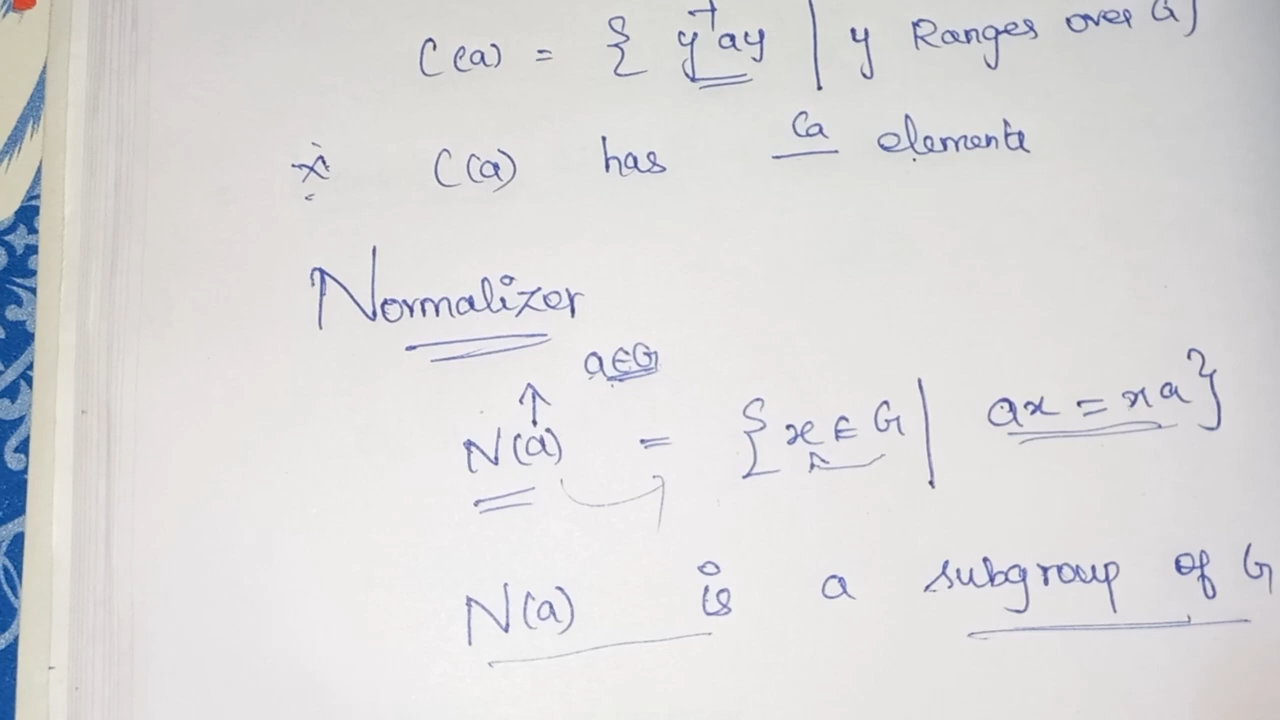 C(a) = { y⁻¹ay | y Ranges over G }
* C(a) has Ca elements
Normalizer
a∈G
↑
N(a) = { x ∈ G | ax = xa }
N(a) is a subgroup of G